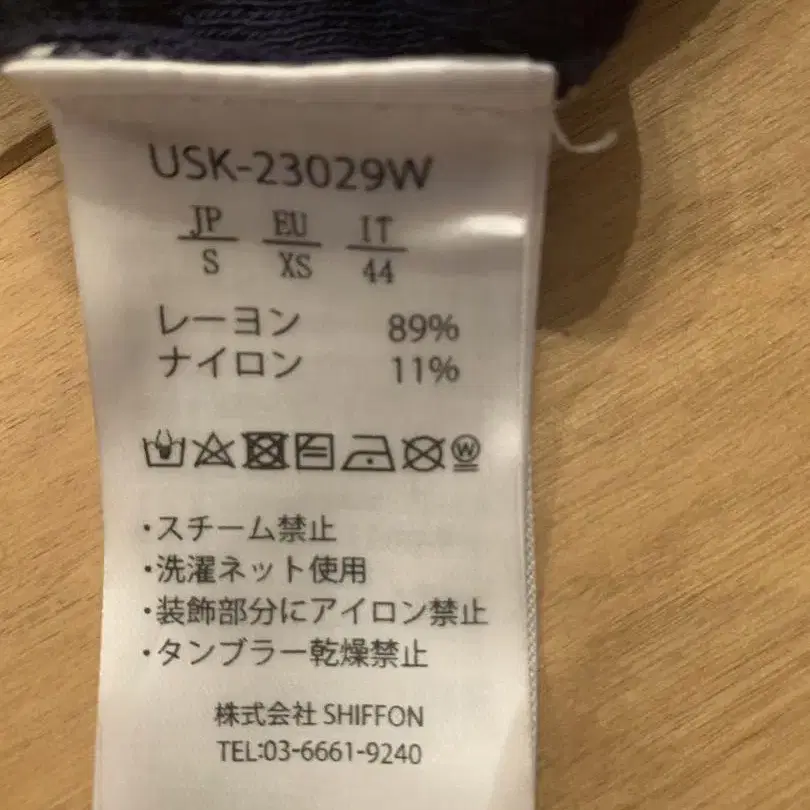 USK-23029W
JP EU IT
S XS 44
レーヨン 89%
ナイロン 11%
W
・スチーム禁止
・洗濯ネット使用
・装飾部分にアイロン禁止
・タンブラー乾燥禁止
株式会社 SHIFFON
TEL:03-6661-9240